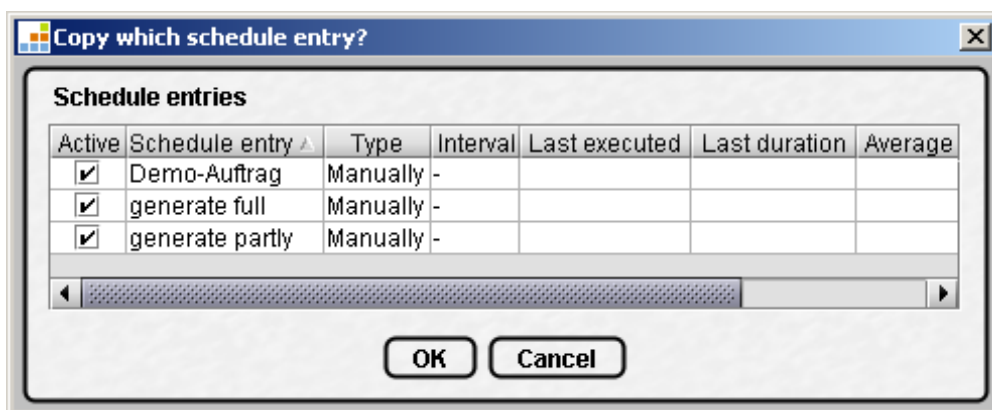 Copy which schedule entry?
Schedule entries
Active Schedule entry Type Interval Last executed Last duration Average
Demo-Auftrag Manually -
generate full Manually -
generate partly Manually -
OK Cancel